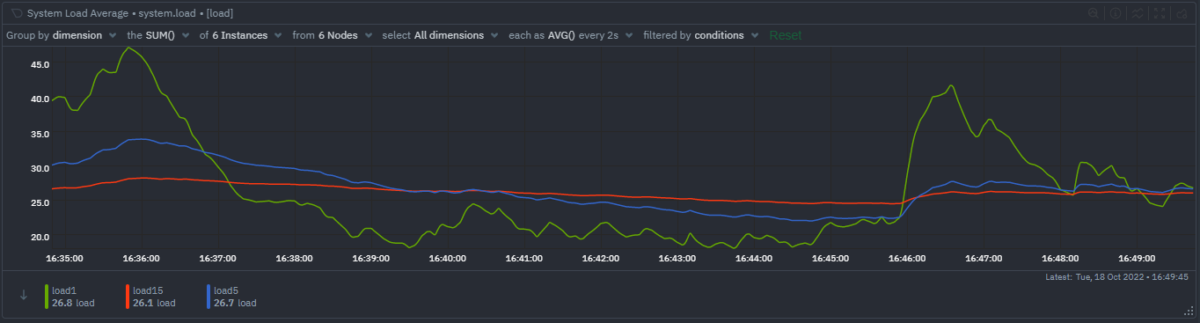 System Load Average • system.load • [load]
Group by dimension the SUM() of 6 Instances from 6 Nodes select All dimensions each as AVG() every 2s filtered by conditions Reset
45.0
40.0
35.0
30.0
25.0
20.0
16:35:00 16:36:00 16:37:00 16:38:00 16:39:00 16:40:00 16:41:00 16:42:00 16:43:00 16:44:00 16:45:00 16:46:00 16:47:00 16:48:00 16:49:00
Latest: Tue, 18 Oct 2022 • 16:49:45
load1 load15 load5
26.8 load 26.1 load 26.7 load